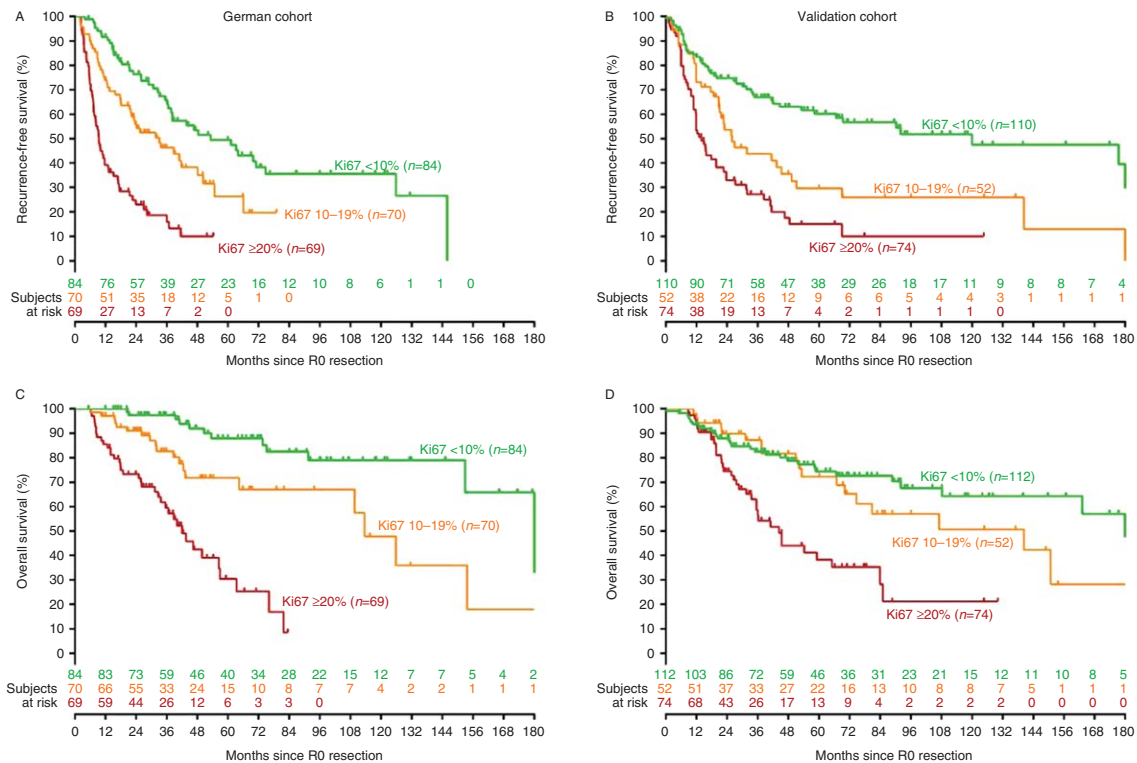 A
German cohort
Recurrence-free survival (%)
100
90
80
70
60
50
40
30
20
10
0
Ki67 <10% (n=84)
Ki67 10–19% (n=70)
Ki67 ≥20% (n=69)
84 76 57 39 27 23 16 12 10 8 6 1 1 0
Subjects 70 51 35 18 12 5 1 0
at risk 69 27 13 7 2 0
0 12 24 36 48 60 72 84 96 108 120 132 144 156 168 180
Months since R0 resection
B
Validation cohort
Recurrence-free survival (%)
100
90
80
70
60
50
40
30
20
10
0
Ki67 <10% (n=110)
Ki67 10–19% (n=52)
Ki67 ≥20% (n=74)
110 90 71 58 47 38 29 26 18 17 11 9 8 8 7 4
Subjects 52 38 22 16 12 9 6 6 5 4 4 3 1 1 1 1
at risk 74 38 19 13 7 4 2 1 1 1 1 0
0 12 24 36 48 60 72 84 96 108 120 132 144 156 168 180
Months since R0 resection
C
Overall survival (%)
100
90
80
70
60
50
40
30
20
10
0
Ki67 <10% (n=84)
Ki67 10–19% (n=70)
Ki67 ≥20% (n=69)
84 83 73 59 46 40 34 28 22 15 12 7 7 5 4 2
Subjects 70 66 55 33 24 15 10 8 7 7 4 2 2 1 1 1
at risk 69 59 44 26 12 6 3 3 0
0 12 24 36 48 60 72 84 96 108 120 132 144 156 168 180
Months since R0 resection
D
Overall survival (%)
100
90
80
70
60
50
40
30
20
10
0
Ki67 <10% (n=112)
Ki67 10–19% (n=52)
Ki67 ≥20% (n=74)
112 103 86 72 59 46 36 31 23 21 15 12 11 10 8 5
Subjects 52 51 37 33 27 22 16 13 10 8 8 7 5 1 1 1
at risk 74 68 43 26 17 13 9 4 2 2 2 2 0 0 0 0
0 12 24 36 48 60 72 84 96 108 120 132 144 156 168 180
Months since R0 resection